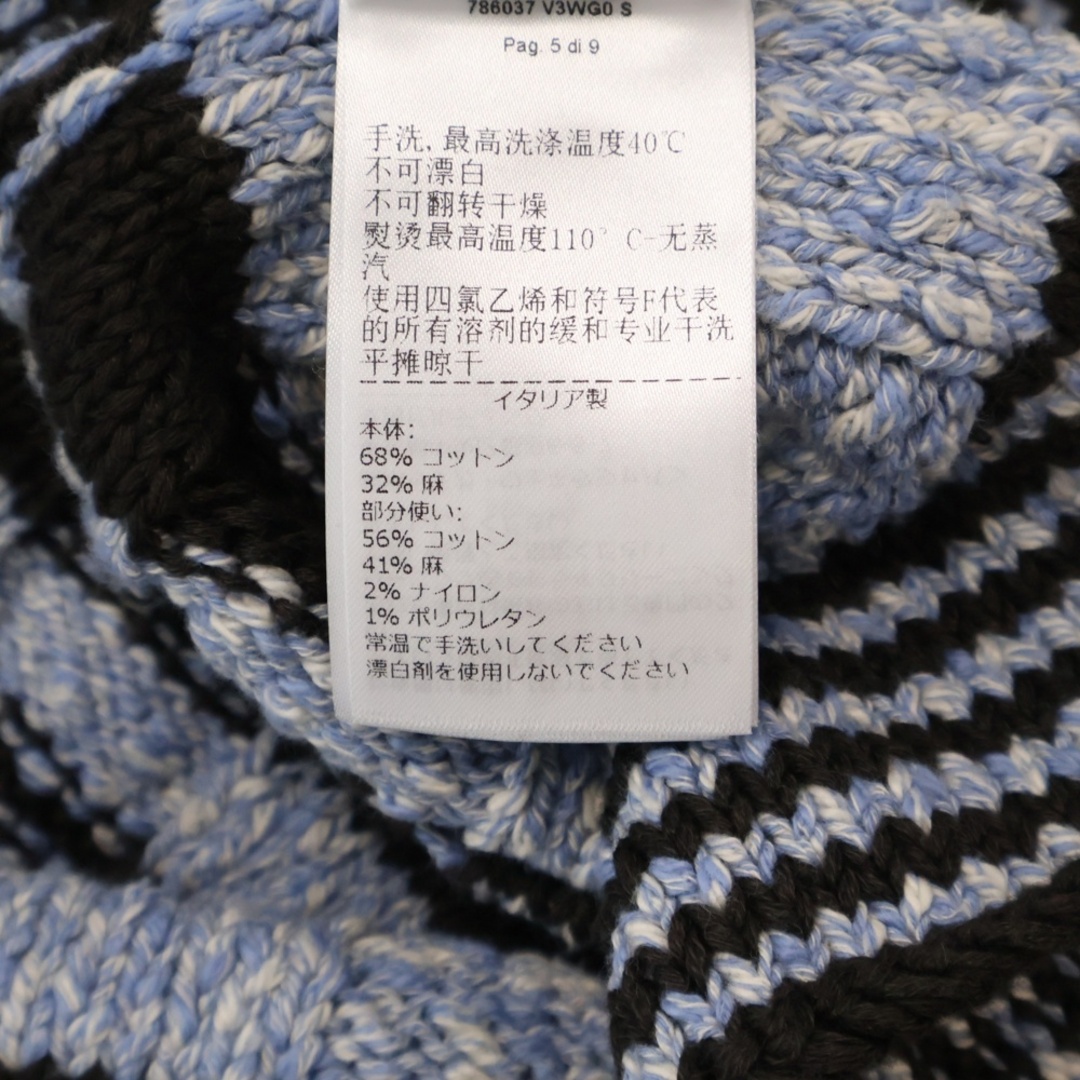 786037 V3WG0 S
Pag. 5 di 9
手洗, 最高洗涤温度40℃
不可漂白
不可翻转干燥
熨烫最高温度110° C-无蒸
汽
使用四氯乙烯和符号F代表
的所有溶剂的缓和专业干洗
平摊晾干
イタリア製
本体:
68% コットン
32% 麻
部分使い:
56% コットン
41% 麻
2% ナイロン
1% ポリウレタン
常温で手洗いしてください
漂白剤を使用しないでください